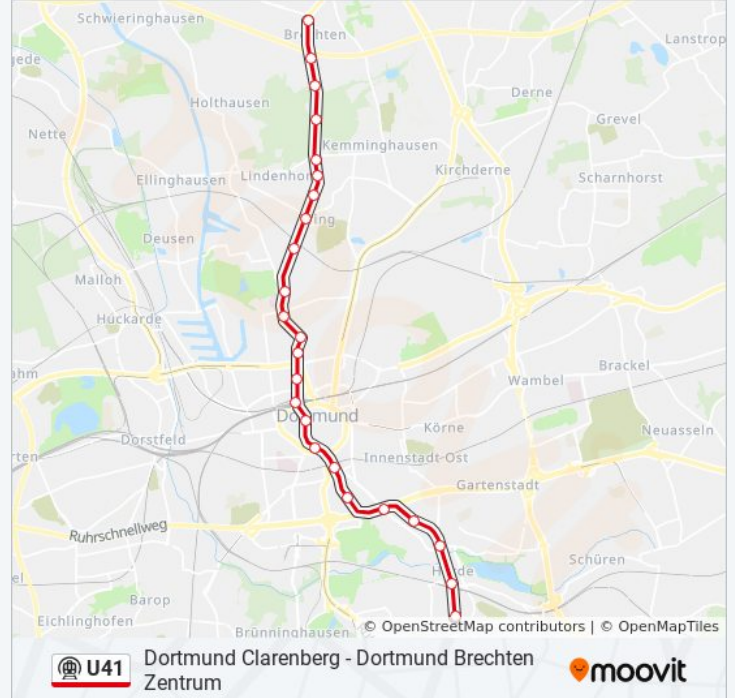 Schwieringhausen
Brechten
Lanstrop
Derne
Holthausen
Grevel
Nette
Kemminghausen
Kirchderne
Ellinghausen
Scharnhorst
Deusen
Malloh
Huckarde
Brackel
Wambel
Dortmund
Körne
Neuasseln
Dorstfeld
Innenstadt Ost
Gartenstadt
Ruhrschnellweg
Schüren
Barop
Eichlinghofen
Brünninghausen
© OpenStreetMap contributors | © OpenMapTiles
U41
Dortmund Clarenberg - Dortmund Brechten
Zentrum
moovit